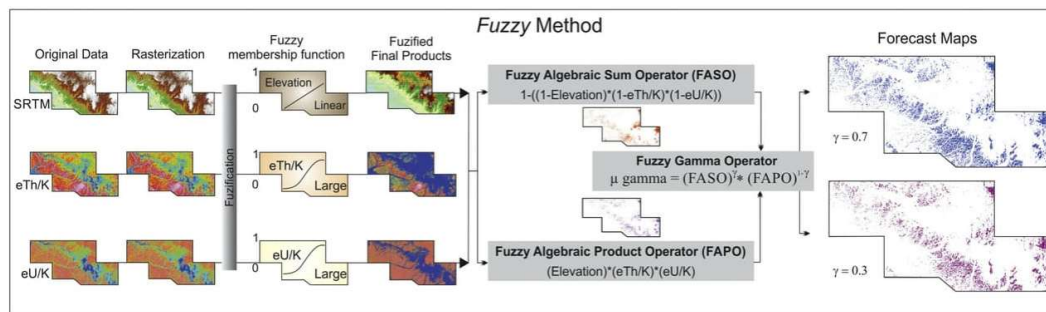 Fuzzy Method
Original Data
Rasterization
Fuzzy
membership function
Fuzified
Final Products
Forecast Maps
SRTM
eTh/K
eU/K
Fuzification
1
Elevation
0
Linear
1
eTh/K
0
Large
1
eU/K
0
Large
Fuzzy Algebraic Sum Operator (FASO)
1-((1-Elevation)*(1-eTh/K)*(1-eU/K))
Fuzzy Gamma Operator
μ gamma = (FASO)^γ* (FAPO)^1-γ
Fuzzy Algebraic Product Operator (FAPO)
(Elevation)*(eTh/K)*(eU/K)
γ = 0.7
γ = 0.3